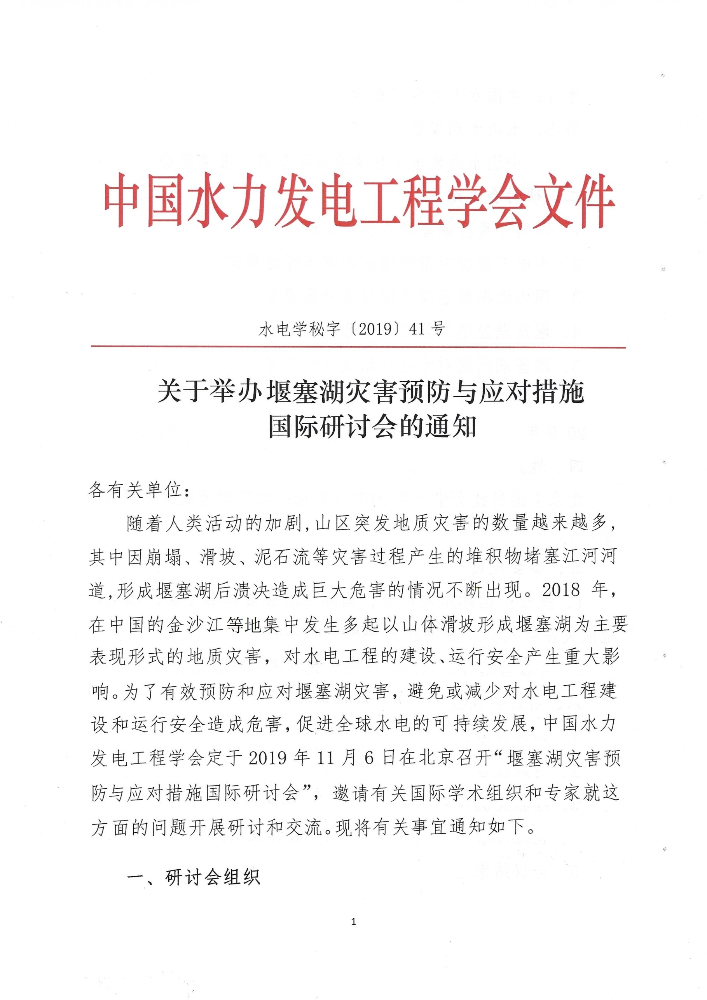 中国水力发电工程学会文件
水电学秘字〔2019〕41号
关于举办堰塞湖灾害预防与应对措施
国际研讨会的通知
各有关单位：
随着人类活动的加剧，山区突发地质灾害的数量越来越多，
其中因崩塌、滑坡、泥石流等灾害过程产生的堆积物堵塞江河河
道，形成堰塞湖后溃决造成巨大危害的情况不断出现。2018 年，
在中国的金沙江等地集中发生多起以山体滑坡形成堰塞湖为主要
表现形式的地质灾害，对水电工程的建设、运行安全产生重大影
响。为了有效预防和应对堰塞湖灾害，避免或减少对水电工程建
设和运行安全造成危害，促进全球水电的可持续发展，中国水力
发电工程学会定于 2019 年 11 月 6 日在北京召开“堰塞湖灾害预
防与应对措施国际研讨会”，邀请有关国际学术组织和专家就这
方面的问题开展研讨和交流。现将有关事宜通知如下。
一、研讨会组织
1